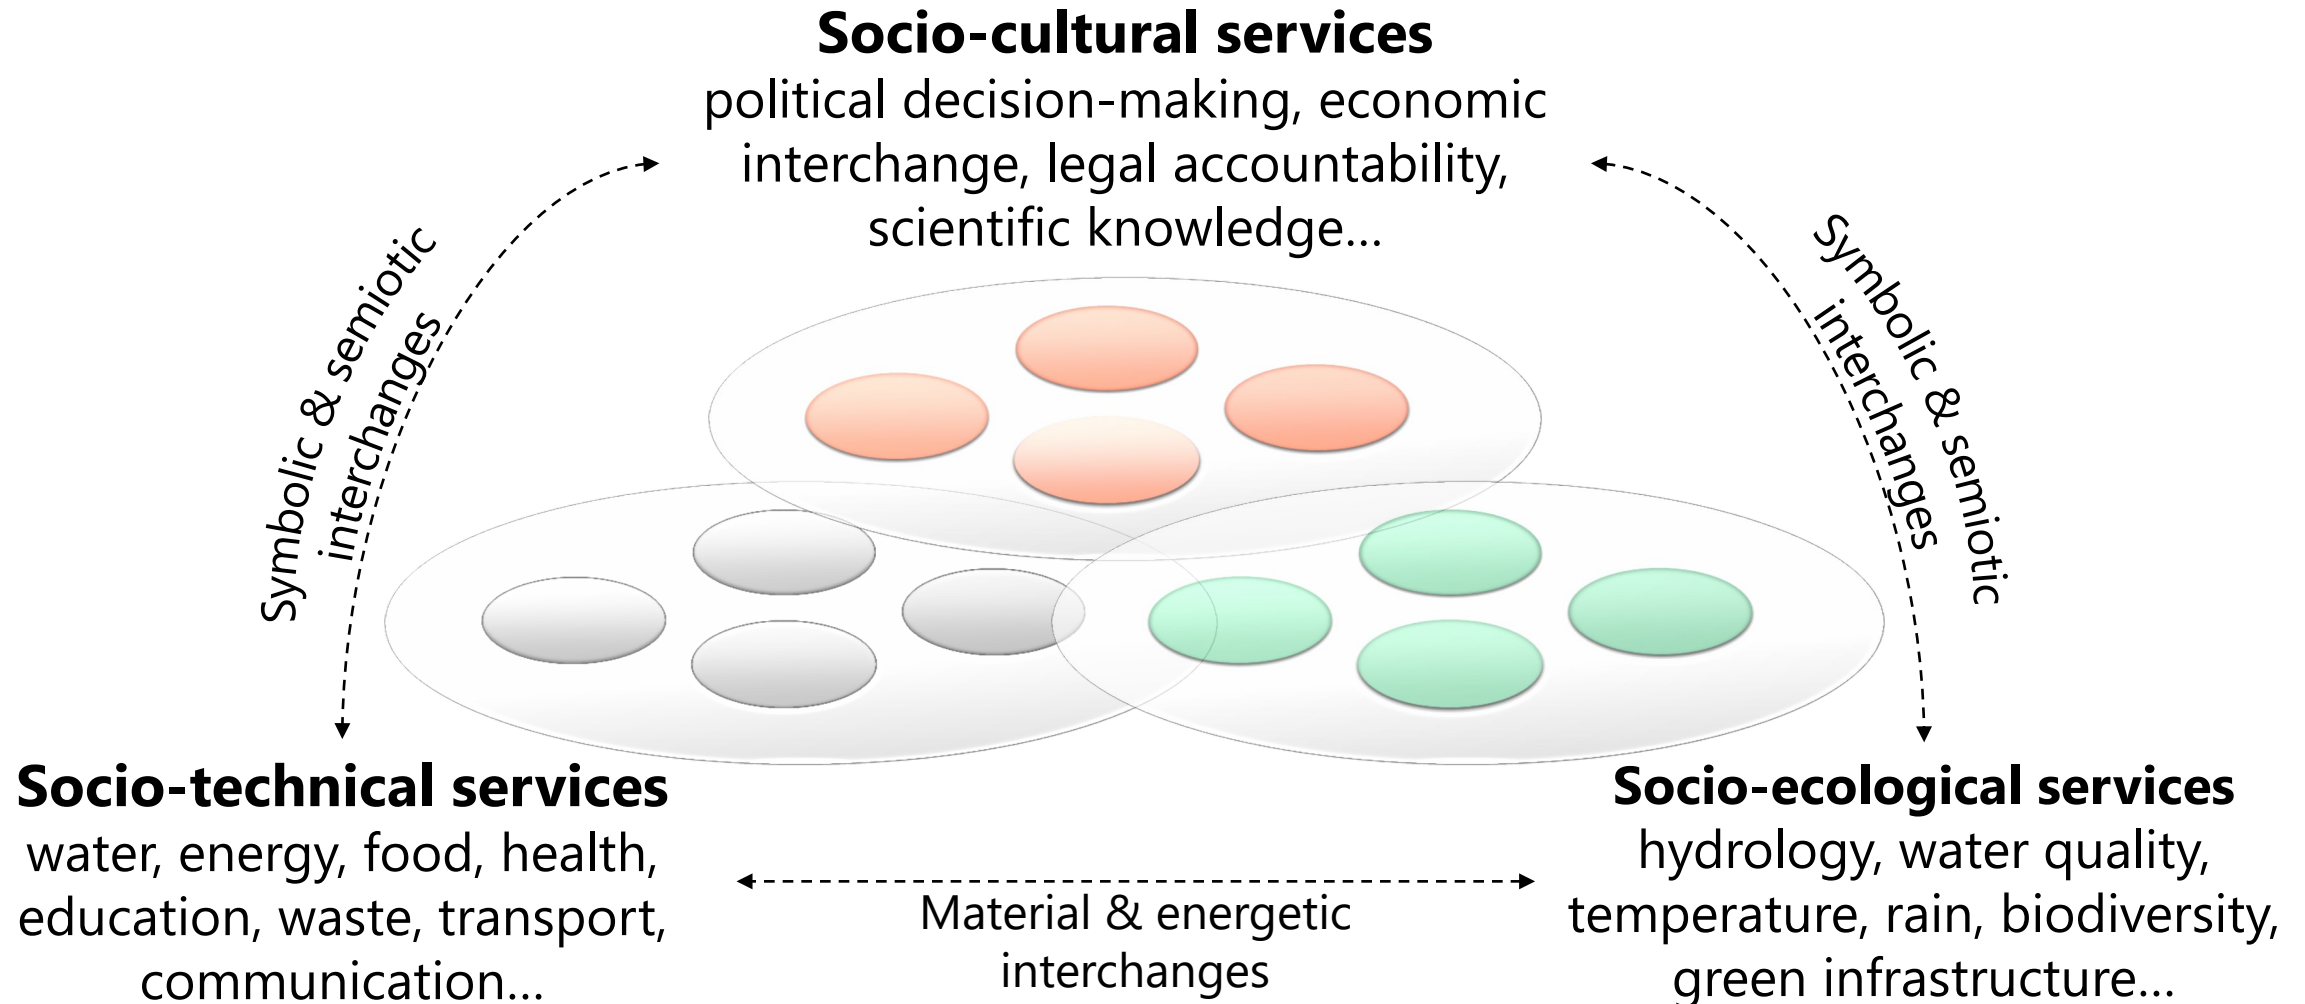 Socio-cultural services
political decision-making, economic
interchange, legal accountability,
scientific knowledge...
Symbolic & semiotic
interchanges
Symbolic & semiotic
interchanges
Socio-technical services
water, energy, food, health,
education, waste, transport,
communication...
Material & energetic
interchanges
Socio-ecological services
hydrology, water quality,
temperature, rain, biodiversity,
green infrastructure...